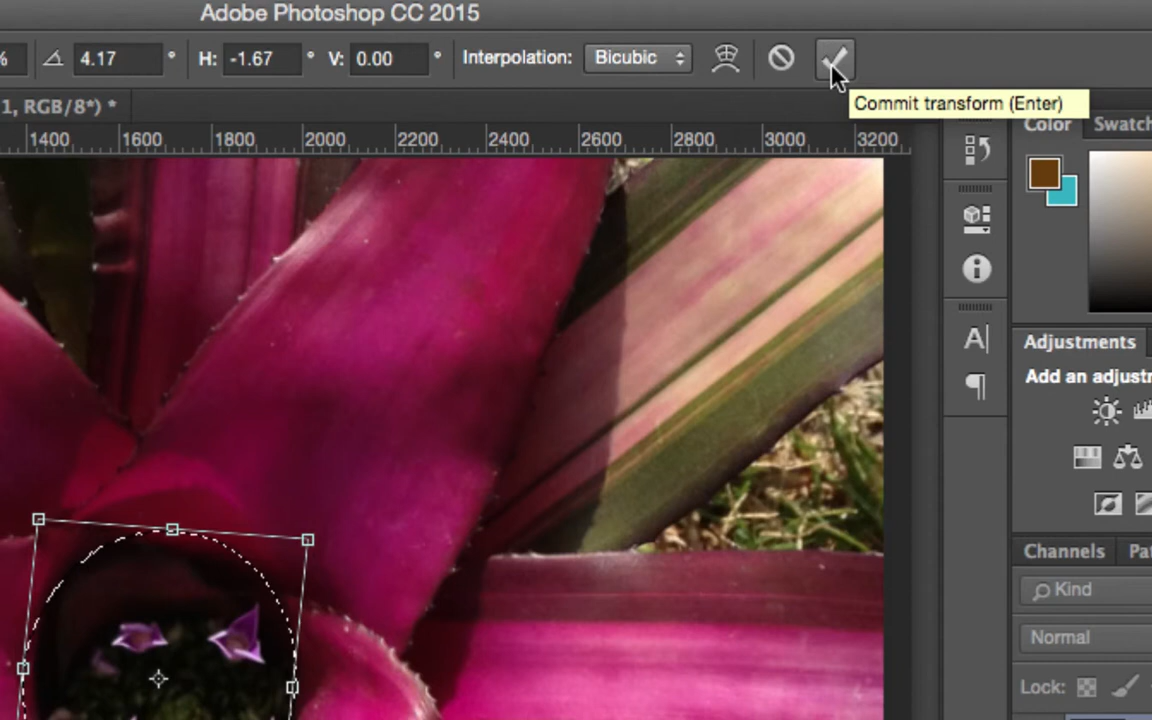 Adobe Photoshop CC 2015
% 4.17 ° H: -1.67 ° V: 0.00 ° Interpolation: Bicubic
Commit transform (Enter)
1, RGB/8*) *
1400 1600 1800 2000 2200 2400 2600 2800 3000 3200
Color Swatch
A
Adjustments
Add an adjustr
Channels Pat
Kind
Normal
Lock: